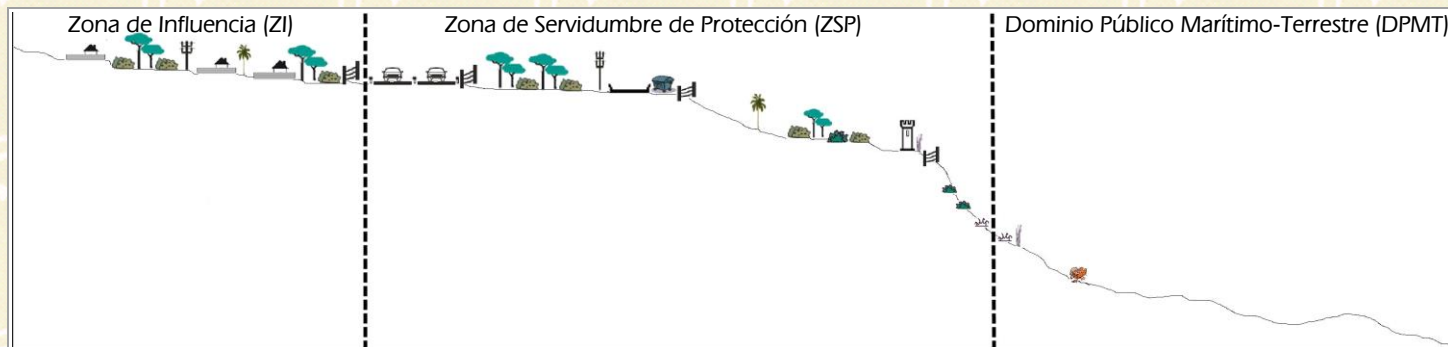 Zona de Influencia (ZI)
Zona de Servidumbre de Protección (ZSP)
Dominio Público Marítimo-Terrestre (DPMT)